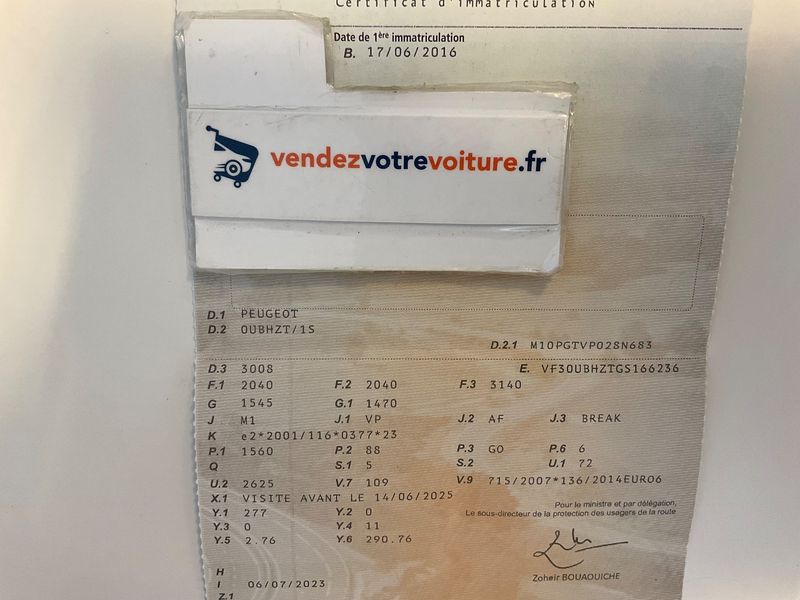 Certificat d'immatriculation
Date de 1ère immatriculation
B. 17/06/2016
vendezvotrevoiture.fr
D.1 PEUGEOT
D.2 0UBHZT/1S
D.2.1 M10PGTVP028N683
D.3 3008 E. VF30UBHZTGS166236
F.1 2040 F.2 2040 F.3 3140
G 1545 G.1 1470
J M1 J.1 VP J.2 AF J.3 BREAK
K e2*2001/116*0377*23
P.1 1560 P.2 88 P.3 GO P.6 6
Q S.1 5 S.2 U.1 72
U.2 2625 V.7 109 V.9 715/2007*136/2014EURO6
X.1 VISITE AVANT LE 14/06/2025
Y.1 277 Y.2 0
Y.3 0 Y.4 11
Y.5 2.76 Y.6 290.76
Pour le ministre et par délégation,
Le sous-directeur de la protection des usagers de la route
Zoheir BOUAOUICHE
H
I 06/07/2023
Z.1